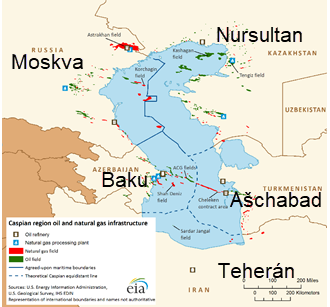 Nursultan
Astrakhan field
Kashagan
field
RUSSIA
KAZAKHSTAN
Korchagin
field
Moskva
Tengiz field
UZBEKISTAN
AZERBAIJAN
ACG fields
Baku
TURKMENISTAN
Shah Deniz
field
Cheleken
contract area
Ašchabad
Caspian region oil and natural gas infrastructure
Oil refinery
Natural gas processing plant
Natural gas field
Oil field
Agreed-upon maritime boundaries
Theoretical Caspian equidistant line
Sardar Jangal
field
Teherán
IRAN
Sources: U.S. Energy Information Administration,
U.S. Geological Survey, IHS EDIN
Representation of international boundaries and names not authoritative
eia
0 100 200 Miles
0 100 200 Kilometers